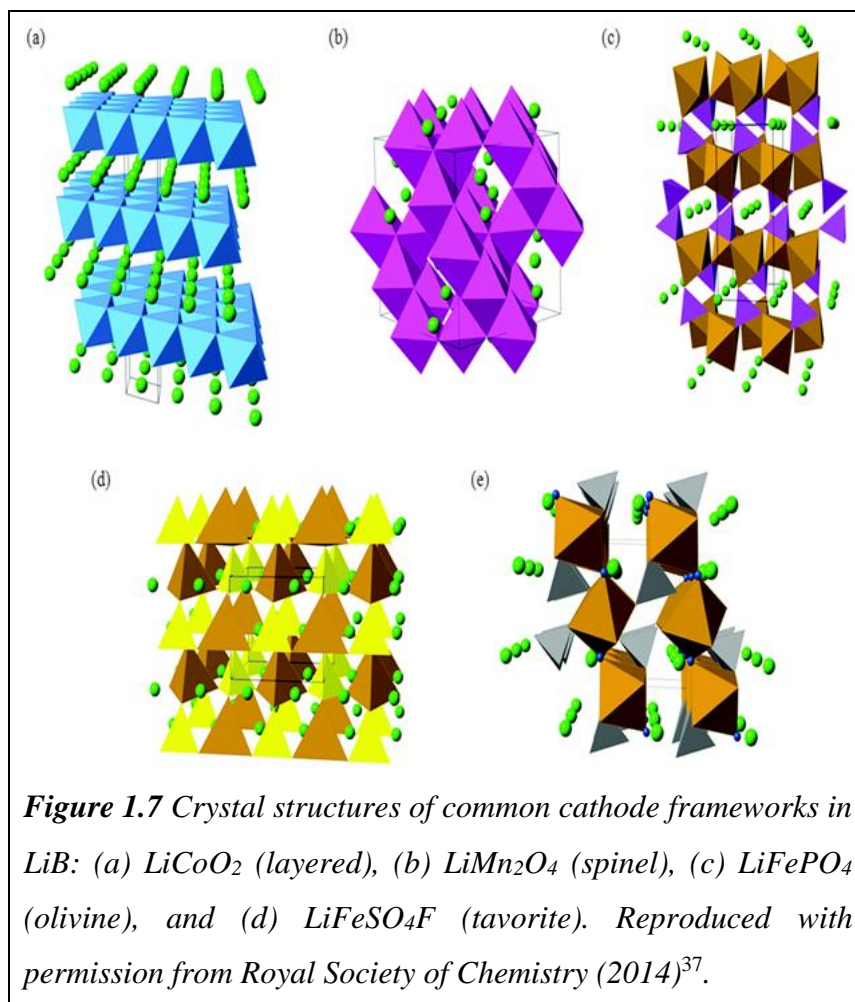 (a)
(b)
(c)
(d)
(e)
Figure 1.7 Crystal structures of common cathode frameworks in
LiB: (a) LiCoO₂ (layered), (b) LiMn₂O₄ (spinel), (c) LiFePO₄
(olivine), and (d) LiFeSO₄F (tavorite). Reproduced with
permission from Royal Society of Chemistry (2014)³⁷.